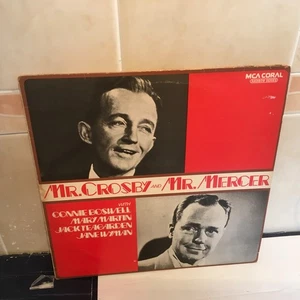 MCA CORAL
MR. CROSBY AND MR. MERCER
WITH
CONNIE BOSWELL
MARY MARTIN
JACK TEAGARDEN
JANE WYMAN